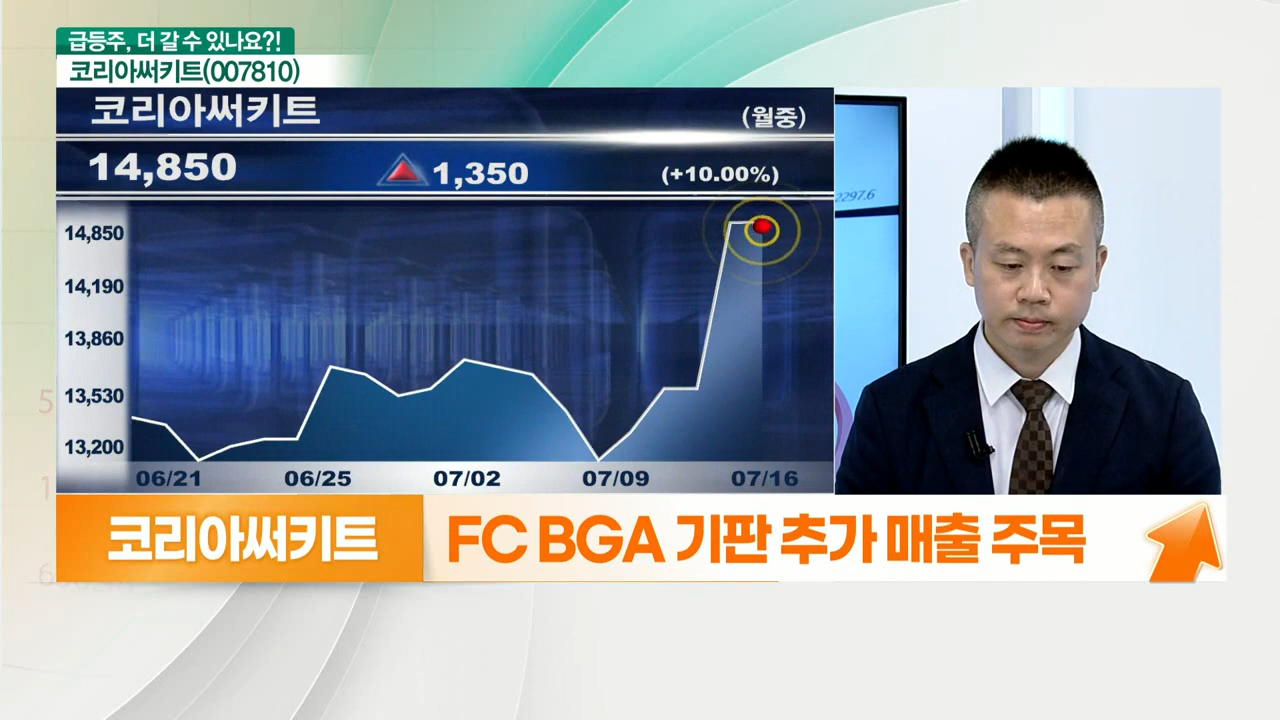 급등주, 더 갈 수 있나요?!
코리아써키트(007810)
코리아써키트
(월중)
14,850
1,350
(+10.00%)
2297.6
14,850
14,190
13,860
13,530
13,200
06/21 06/25 07/02 07/09 07/16
코리아써키트
FC BGA 기판 추가 매출 주목